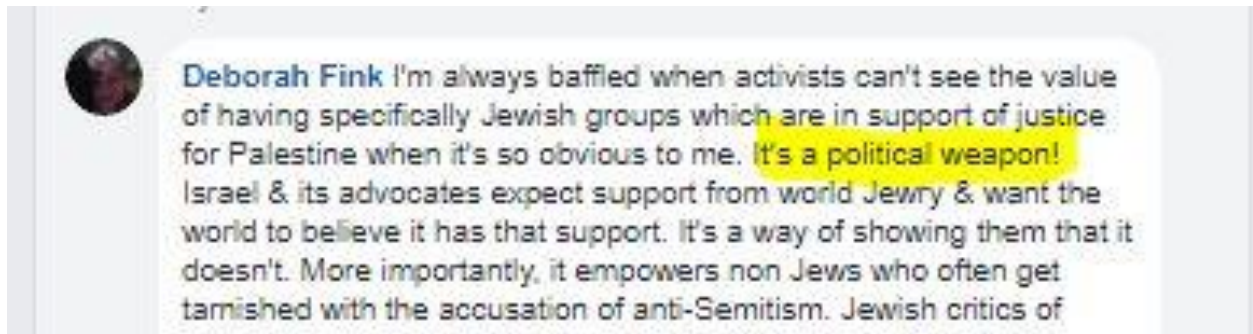 Deborah Fink I'm always baffled when activists can't see the value
of having specifically Jewish groups which are in support of justice
for Palestine when it's so obvious to me. It's a political weapon!
Israel & its advocates expect support from world Jewry & want the
world to believe it has that support. It's a way of showing them that it
doesn't. More importantly, it empowers non Jews who often get
tarnished with the accusation of anti-Semitism. Jewish critics of